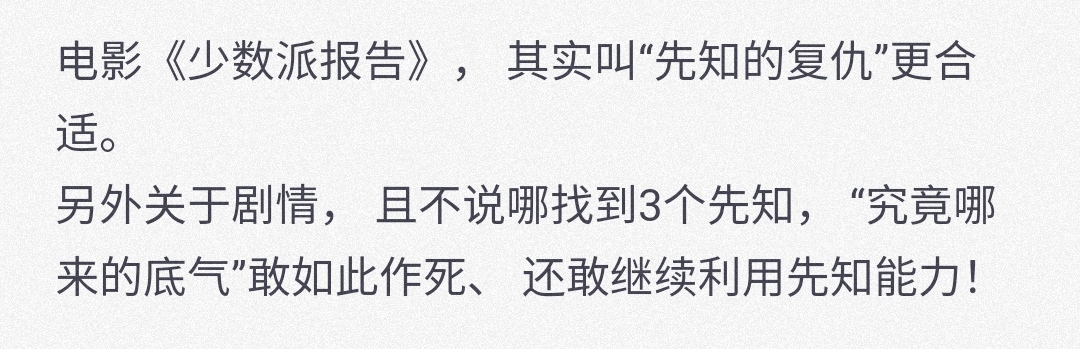 电影《少数派报告》， 其实叫“先知的复仇”更合
适。
另外关于剧情， 且不说哪找到3个先知， “究竟哪
来的底气”敢如此作死、 还敢继续利用先知能力！